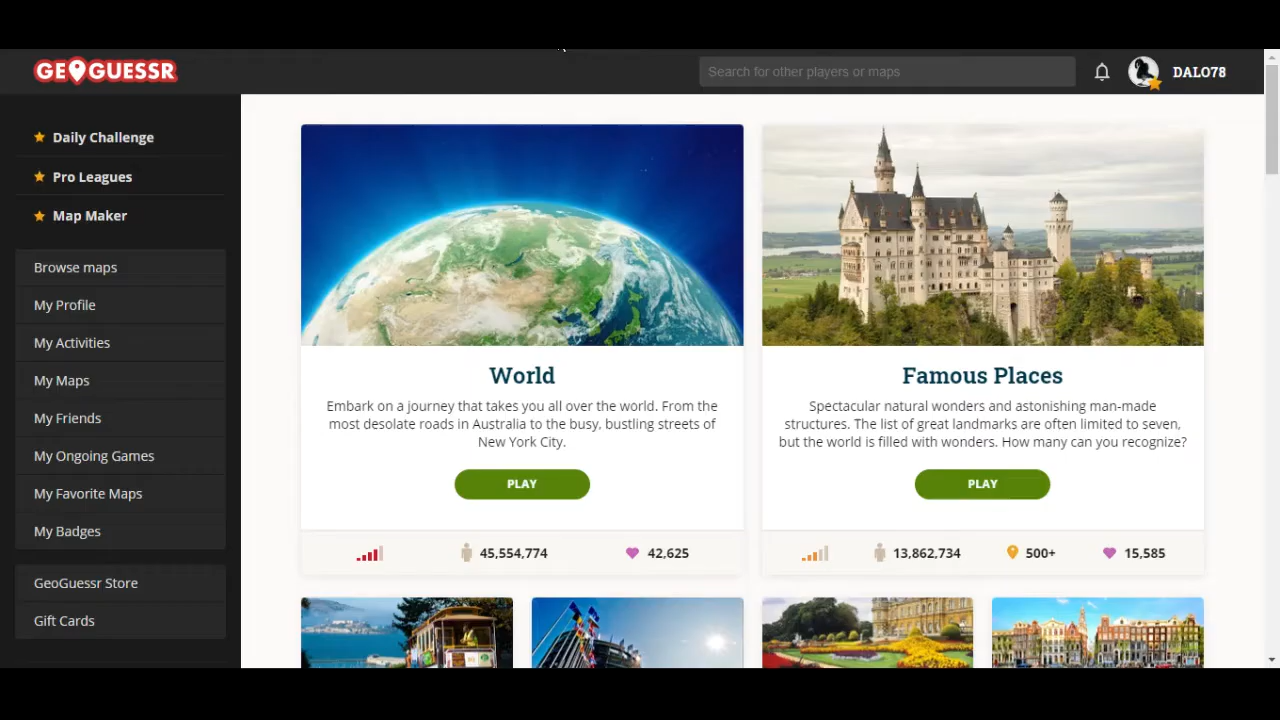 GEOGUESSR
Search for other players or maps
DALO78
Daily Challenge
Pro Leagues
Map Maker
Browse maps
My Profile
My Activities
My Maps
My Friends
My Ongoing Games
My Favorite Maps
My Badges
GeoGuessr Store
Gift Cards
World
Embark on a journey that takes you all over the world. From the
most desolate roads in Australia to the busy, bustling streets of
New York City.
PLAY
45,554,774
42,625
Famous Places
Spectacular natural wonders and astonishing man-made
structures. The list of great landmarks are often limited to seven,
but the world is filled with wonders. How many can you recognize?
PLAY
13,862,734
500+
15,585